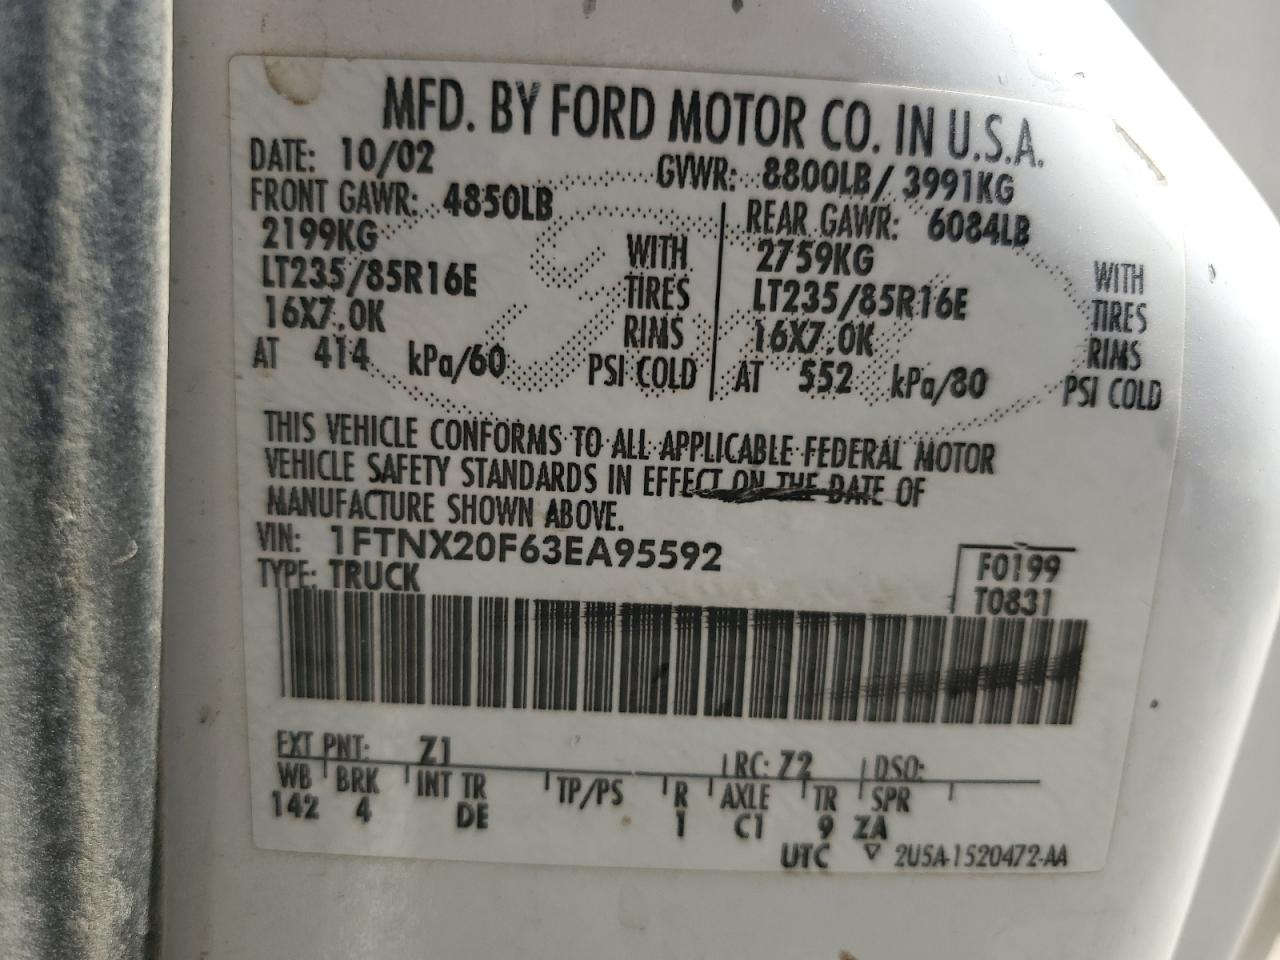 MFD. BY FORD MOTOR CO. IN U.S.A.
DATE: 10/02 GVWR: 8800LB/ 3991KG
FRONT GAWR: 4850LB REAR GAWR: 6084LB
2199KG WITH 2759KG WITH
LT235/85R16E TIRES LT235/85R16E TIRES
16X7.0K RIMS 16X7.0K RIMS
AT 414 kPa/60 PSI COLD AT 552 kPa/80 PSI COLD
THIS VEHICLE CONFORMS TO ALL APPLICABLE FEDERAL MOTOR
VEHICLE SAFETY STANDARDS IN EFFECT ON THE DATE OF
MANUFACTURE SHOWN ABOVE.
VIN: 1FTNX20F63EA95592 F0199
TYPE: TRUCK T0831
EXT PNT: Z1 RC: Z2 DSO:
WB BRK INT TR TP/PS R AXLE TR SPR
142 4 DE 1 C1 9 ZA
UTC ▽ 2U5A-1520472-AA